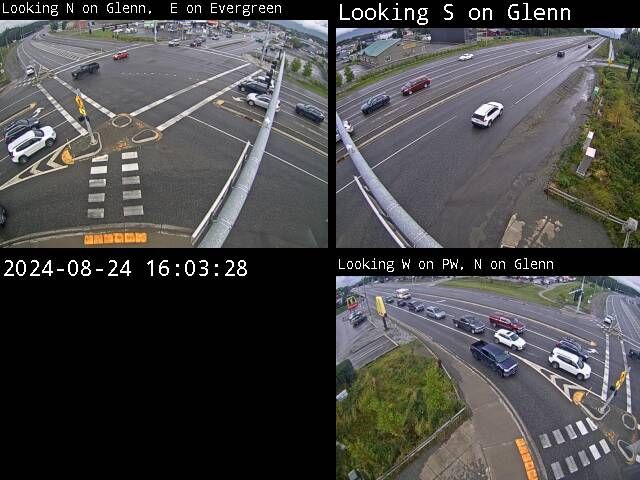 Looking N on Glenn,  E on Evergreen
Looking S on Glenn
2024-08-24 16:03:28
Looking W on PW, N on Glenn